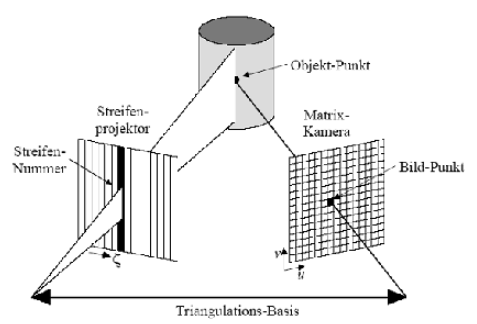 Objekt-Punkt
Streifen-
projektor
Matrix-
Kamera
Streifen-
Nummer
Bild-Punkt
ζ
v
u
Triangulations-Basis